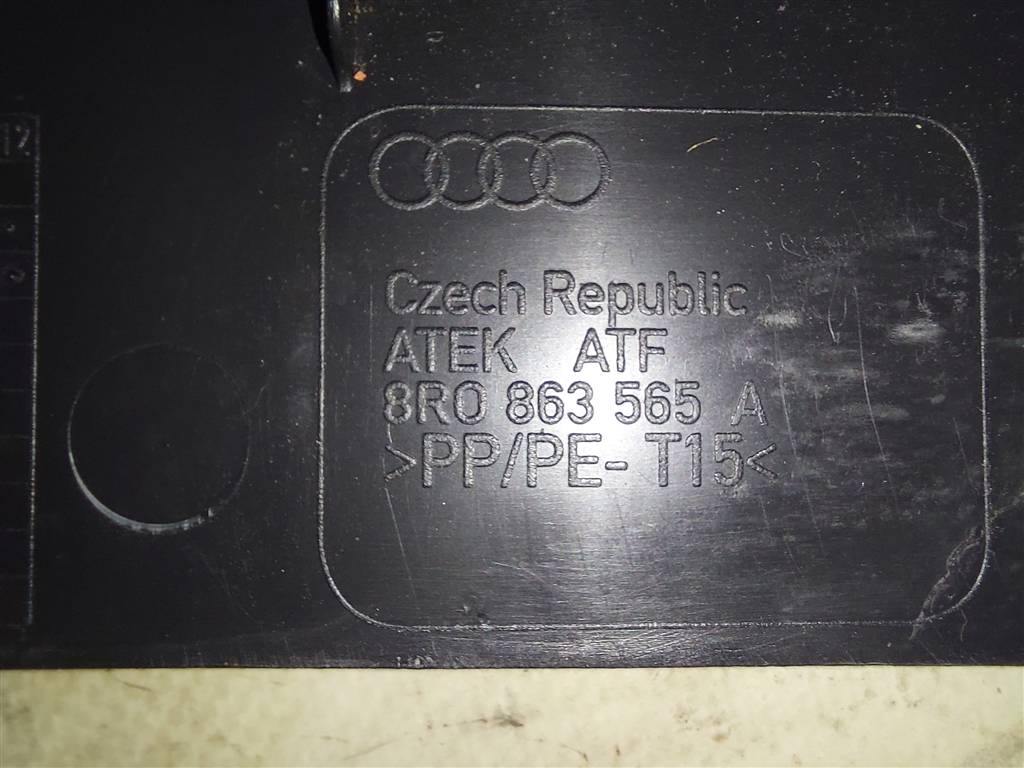 Czech Republic
ATEK ATF
8R0 863 565 A
>PP/PE-T15<